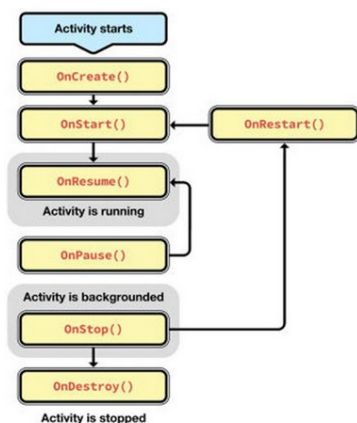 Activity starts
OnCreate()
OnStart()
OnRestart()
OnResume()
Activity is running
OnPause()
Activity is backgrounded
OnStop()
OnDestroy()
Activity is stopped